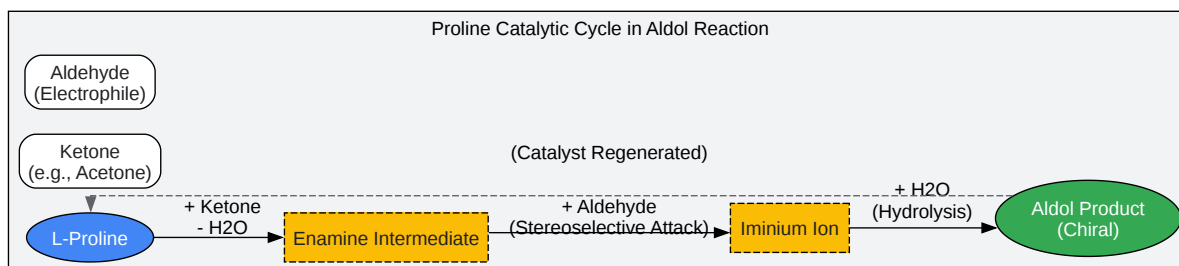 Proline Catalytic Cycle in Aldol Reaction
Aldehyde
(Electrophile)
Ketone
(e.g., Acetone)
(Catalyst Regenerated)
L-Proline
+ Ketone
- H2O
Enamine Intermediate
+ Aldehyde
(Stereoselective Attack)
Iminium Ion
+ H2O
(Hydrolysis)
Aldol Product
(Chiral)